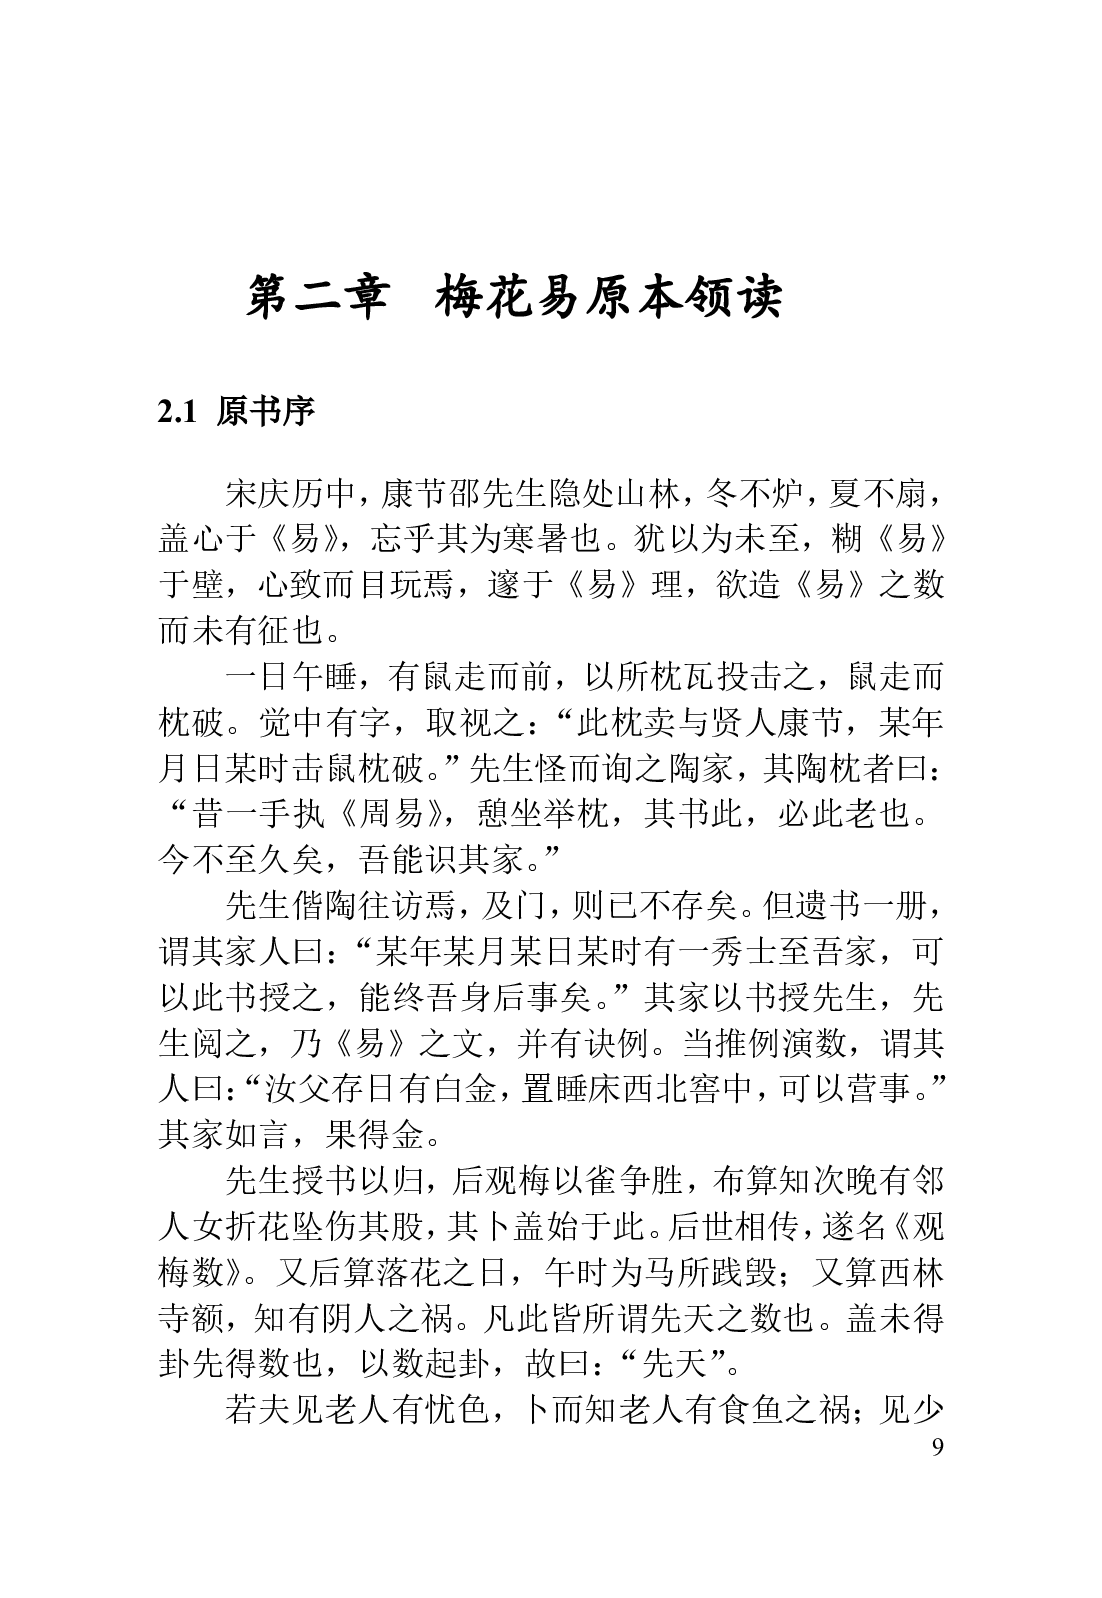 第二章 梅花易原本领读
2.1 原书序
宋庆历中，康节邵先生隐处山林，冬不炉，夏不扇，
盖心于《易》，忘乎其为寒暑也。犹以为未至，糊《易》
于壁，心致而目玩焉，邃于《易》理，欲造《易》之数
而未有征也。
一日午睡，有鼠走而前，以所枕瓦投击之，鼠走而
枕破。觉中有字，取视之：“此枕卖与贤人康节，某年
月日某时击鼠枕破。”先生怪而询之陶家，其陶枕者曰：
“昔一手执《周易》，憩坐举枕，其书此，必此老也。
今不至久矣，吾能识其家。”
先生偕陶往访焉，及门，则已不存矣。但遗书一册，
谓其家人曰：“某年某月某日某时有一秀士至吾家，可
以此书授之，能终吾身后事矣。”其家以书授先生，先
生阅之，乃《易》之文，并有诀例。当推例演数，谓其
人曰：“汝父存日有白金，置睡床西北窖中，可以营事。”
其家如言，果得金。
先生授书以归，后观梅以雀争胜，布算知次晚有邻
人女折花坠伤其股，其卜盖始于此。后世相传，遂名《观
梅数》。又后算落花之日，午时为马所践毁；又算西林
寺额，知有阴人之祸。凡此皆所谓先天之数也。盖未得
卦先得数也，以数起卦，故曰：“先天”。
若夫见老人有忧色，卜而知老人有食鱼之祸；见少
9